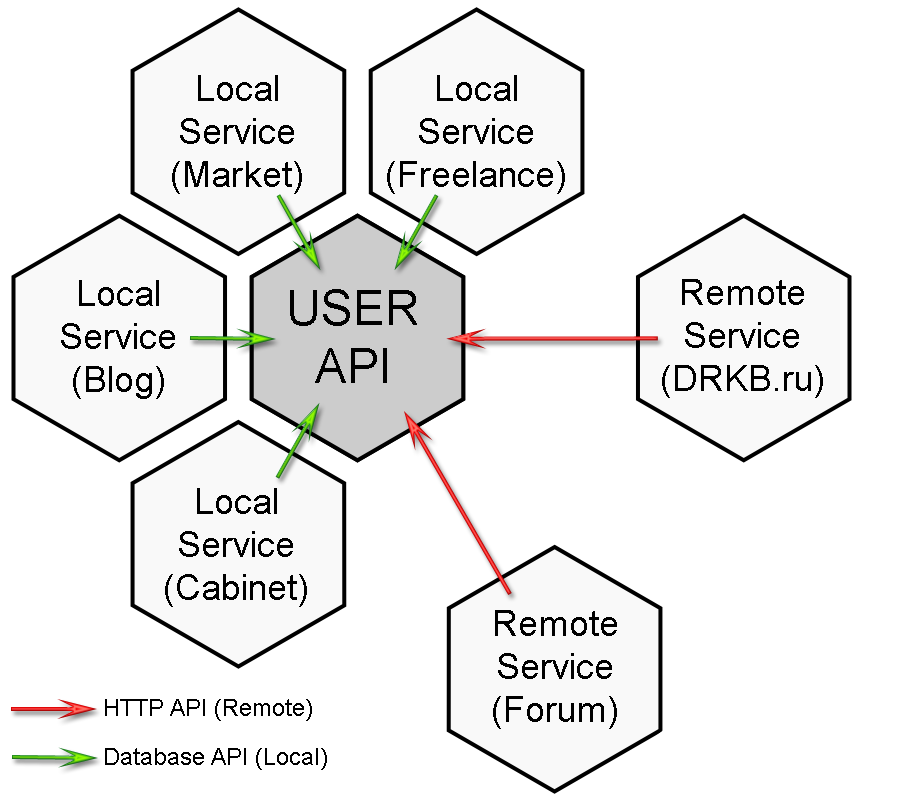 Local
Service
(Market)
Local
Service
(Freelance)
Local
Service
(Blog)
USER
API
Remote
Service
(DRKB.ru)
Local
Service
(Cabinet)
Remote
Service
(Forum)
HTTP API (Remote)
Database API (Local)